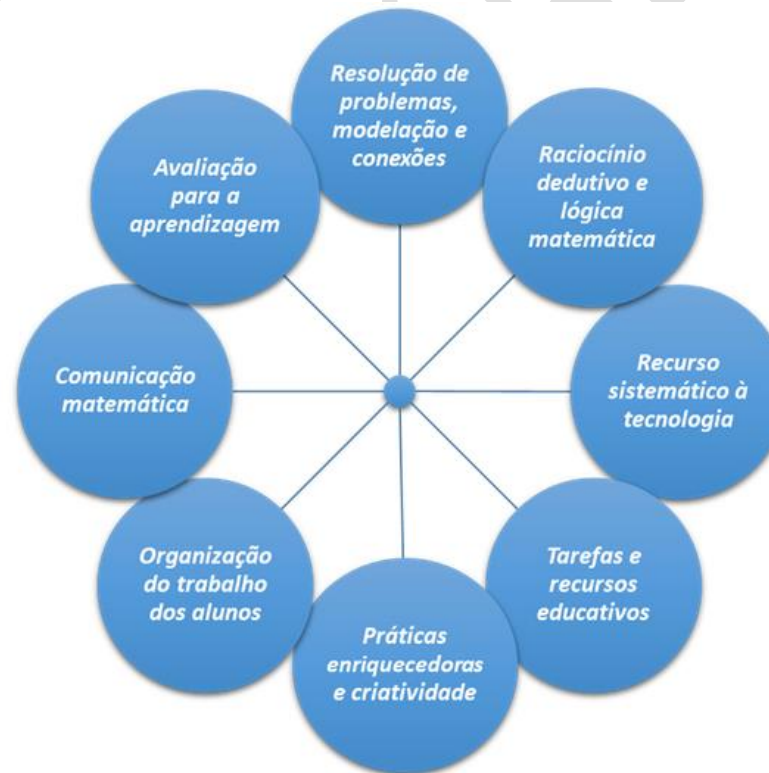 Resolução de
problemas,
modelação e
conexões
Raciocínio
dedutivo e
lógica
matemática
Recurso
sistemático à
tecnologia
Tarefas e
recursos
educativos
Práticas
enriquecedoras
e criatividade
Organização
do trabalho
dos alunos
Comunicação
matemática
Avaliação
para a
aprendizagem